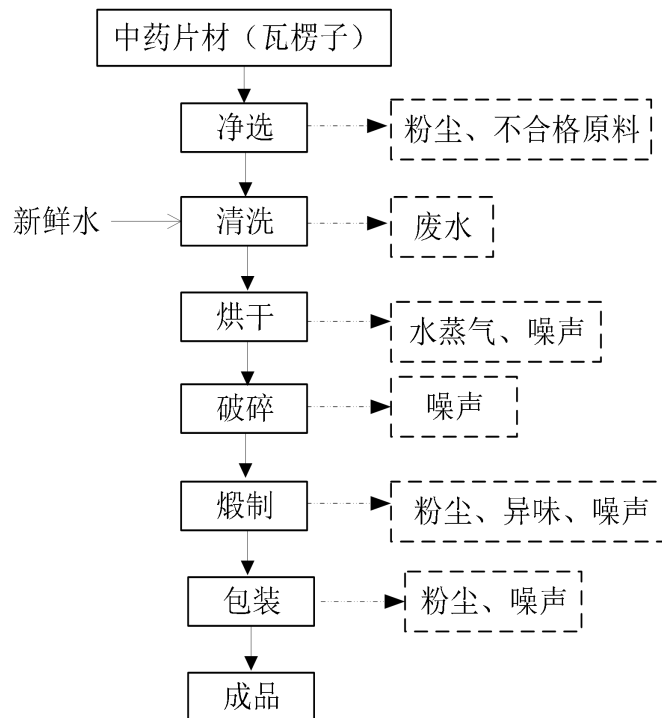 中药片材（瓦楞子）
净选
粉尘、不合格原料
新鲜水
清洗
废水
烘干
水蒸气、噪声
破碎
噪声
煅制
粉尘、异味、噪声
包装
粉尘、噪声
成品